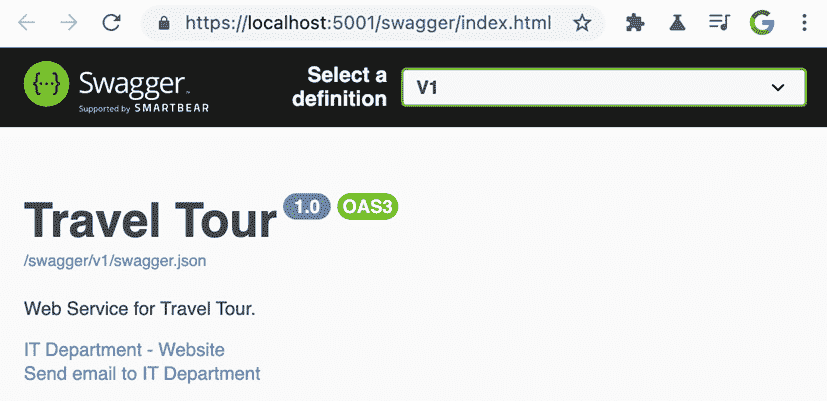 https://localhost:5001/swagger/index.html
Swagger
Supported by SMARTBEAR
Select a
definition
V1
Travel Tour 1.0 OAS3
/swagger/v1/swagger.json
Web Service for Travel Tour.
IT Department - Website
Send email to IT Department